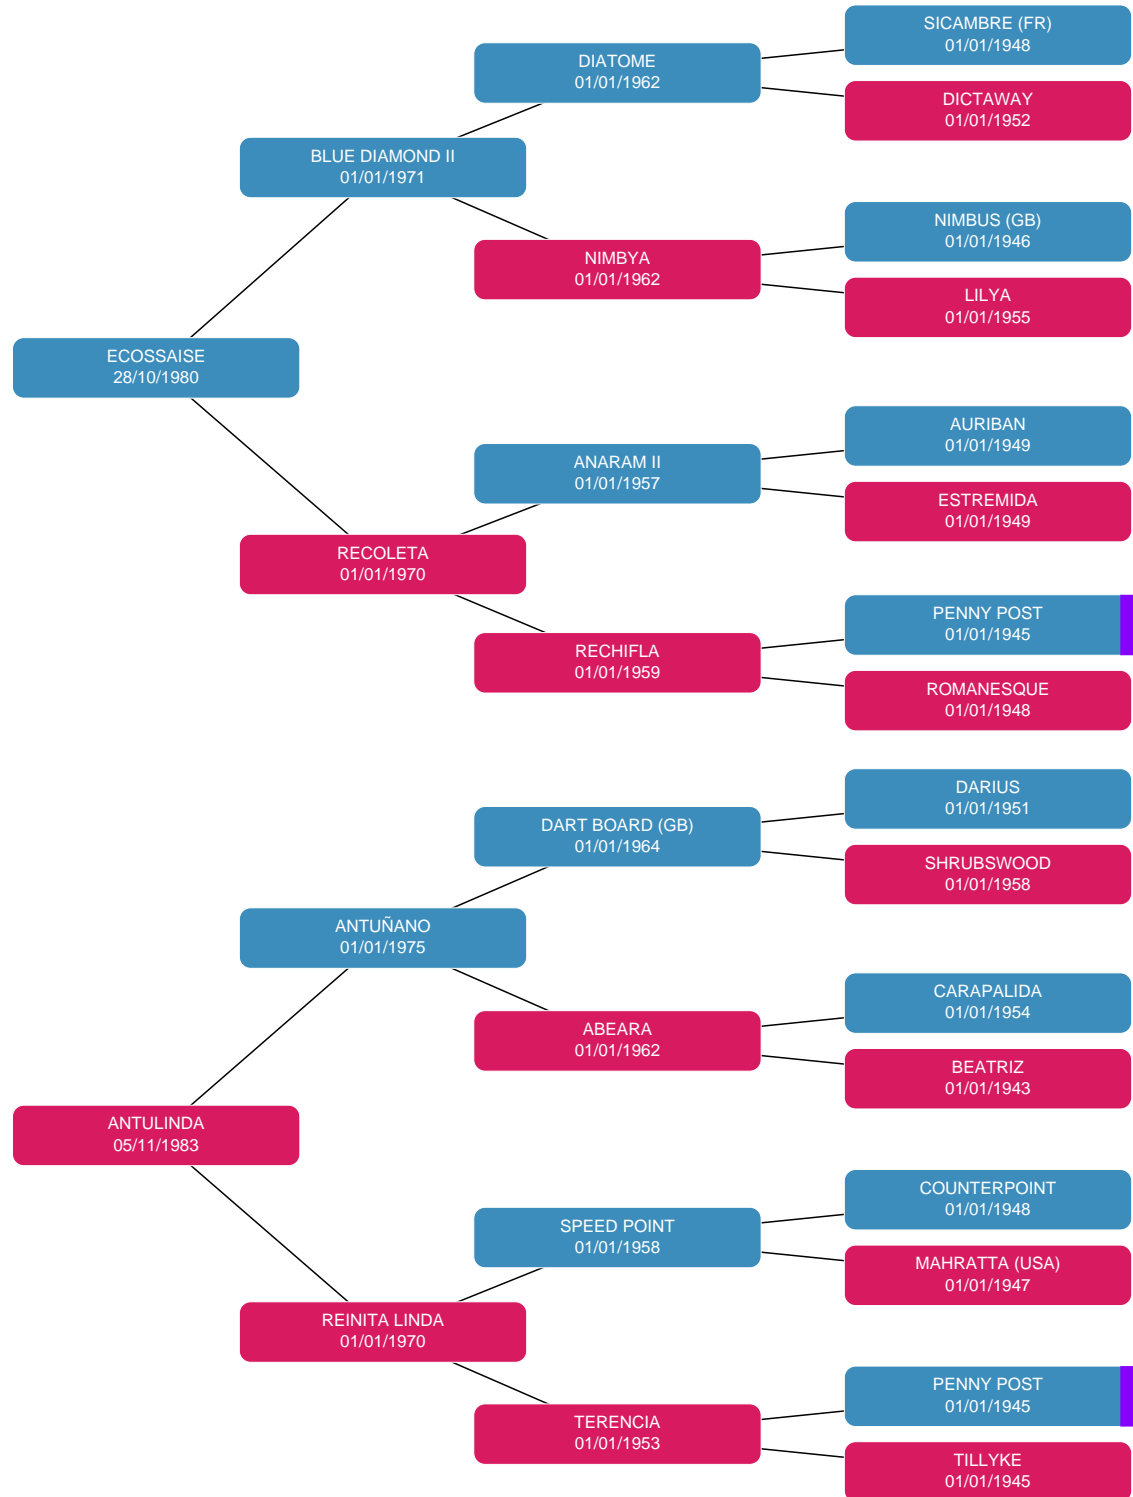 SICAMBRE (FR)
01/01/1948
DIATOME
01/01/1962
DICTAWAY
01/01/1952
BLUE DIAMOND II
01/01/1971
NIMBUS (GB)
01/01/1946
NIMBYA
01/01/1962
LILYA
01/01/1955
ECOSSAISE
28/10/1980
AURIBAN
01/01/1949
ANARAM II
01/01/1957
ESTREMIDA
01/01/1949
RECOLETA
01/01/1970
PENNY POST
01/01/1945
RECHIFLA
01/01/1959
ROMANESQUE
01/01/1948
DARIUS
01/01/1951
DART BOARD (GB)
01/01/1964
SHRUBSWOOD
01/01/1958
ANTUÑANO
01/01/1975
CARAPALIDA
01/01/1954
ABEARA
01/01/1962
BEATRIZ
01/01/1943
ANTULINDA
05/11/1983
COUNTERPOINT
01/01/1948
SPEED POINT
01/01/1958
MAHRATTA (USA)
01/01/1947
REINITA LINDA
01/01/1970
PENNY POST
01/01/1945
TERENCIA
01/01/1953
TILLYKE
01/01/1945